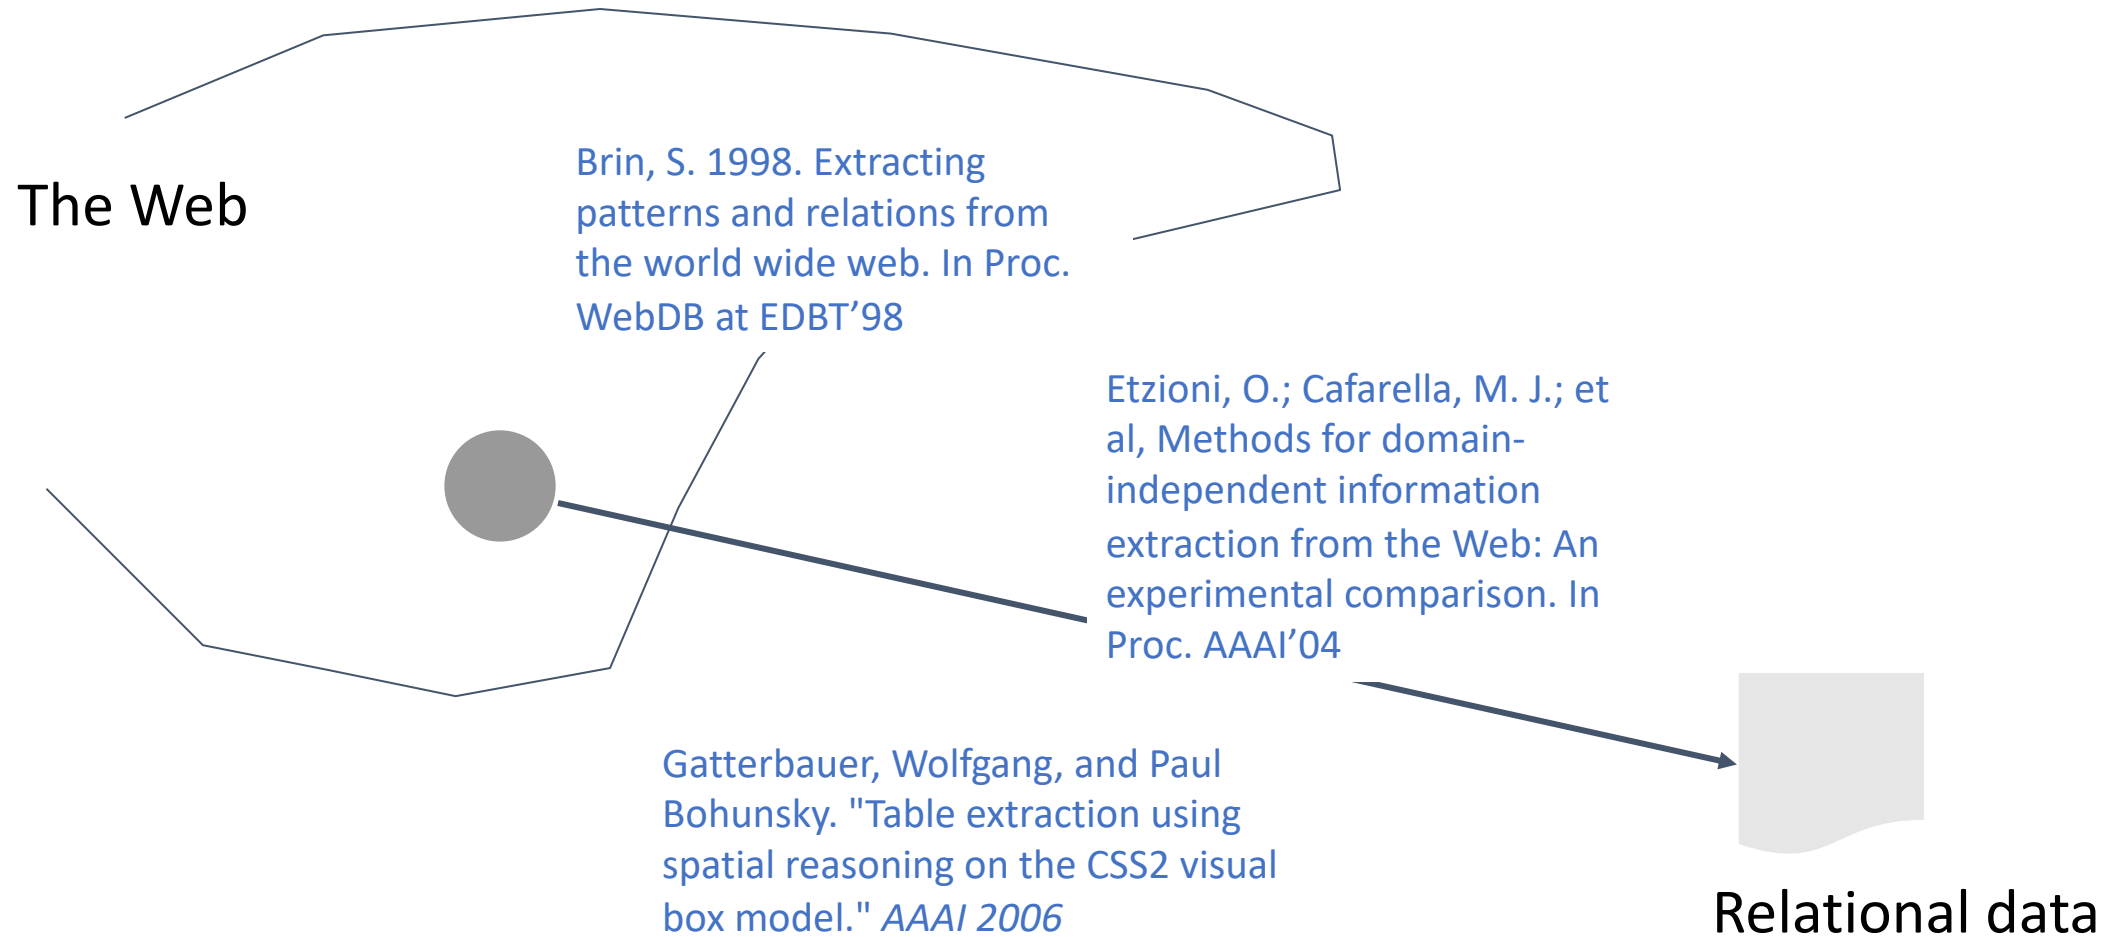 The Web
Brin, S. 1998. Extracting
patterns and relations from
the world wide web. In Proc.
WebDB at EDBT’98
Etzioni, O.; Cafarella, M. J.; et
al, Methods for domain-
independent information
extraction from the Web: An
experimental comparison. In
Proc. AAAI’04
Gatterbauer, Wolfgang, and Paul
Bohunsky. "Table extraction using
spatial reasoning on the CSS2 visual
box model." AAAI 2006
Relational data